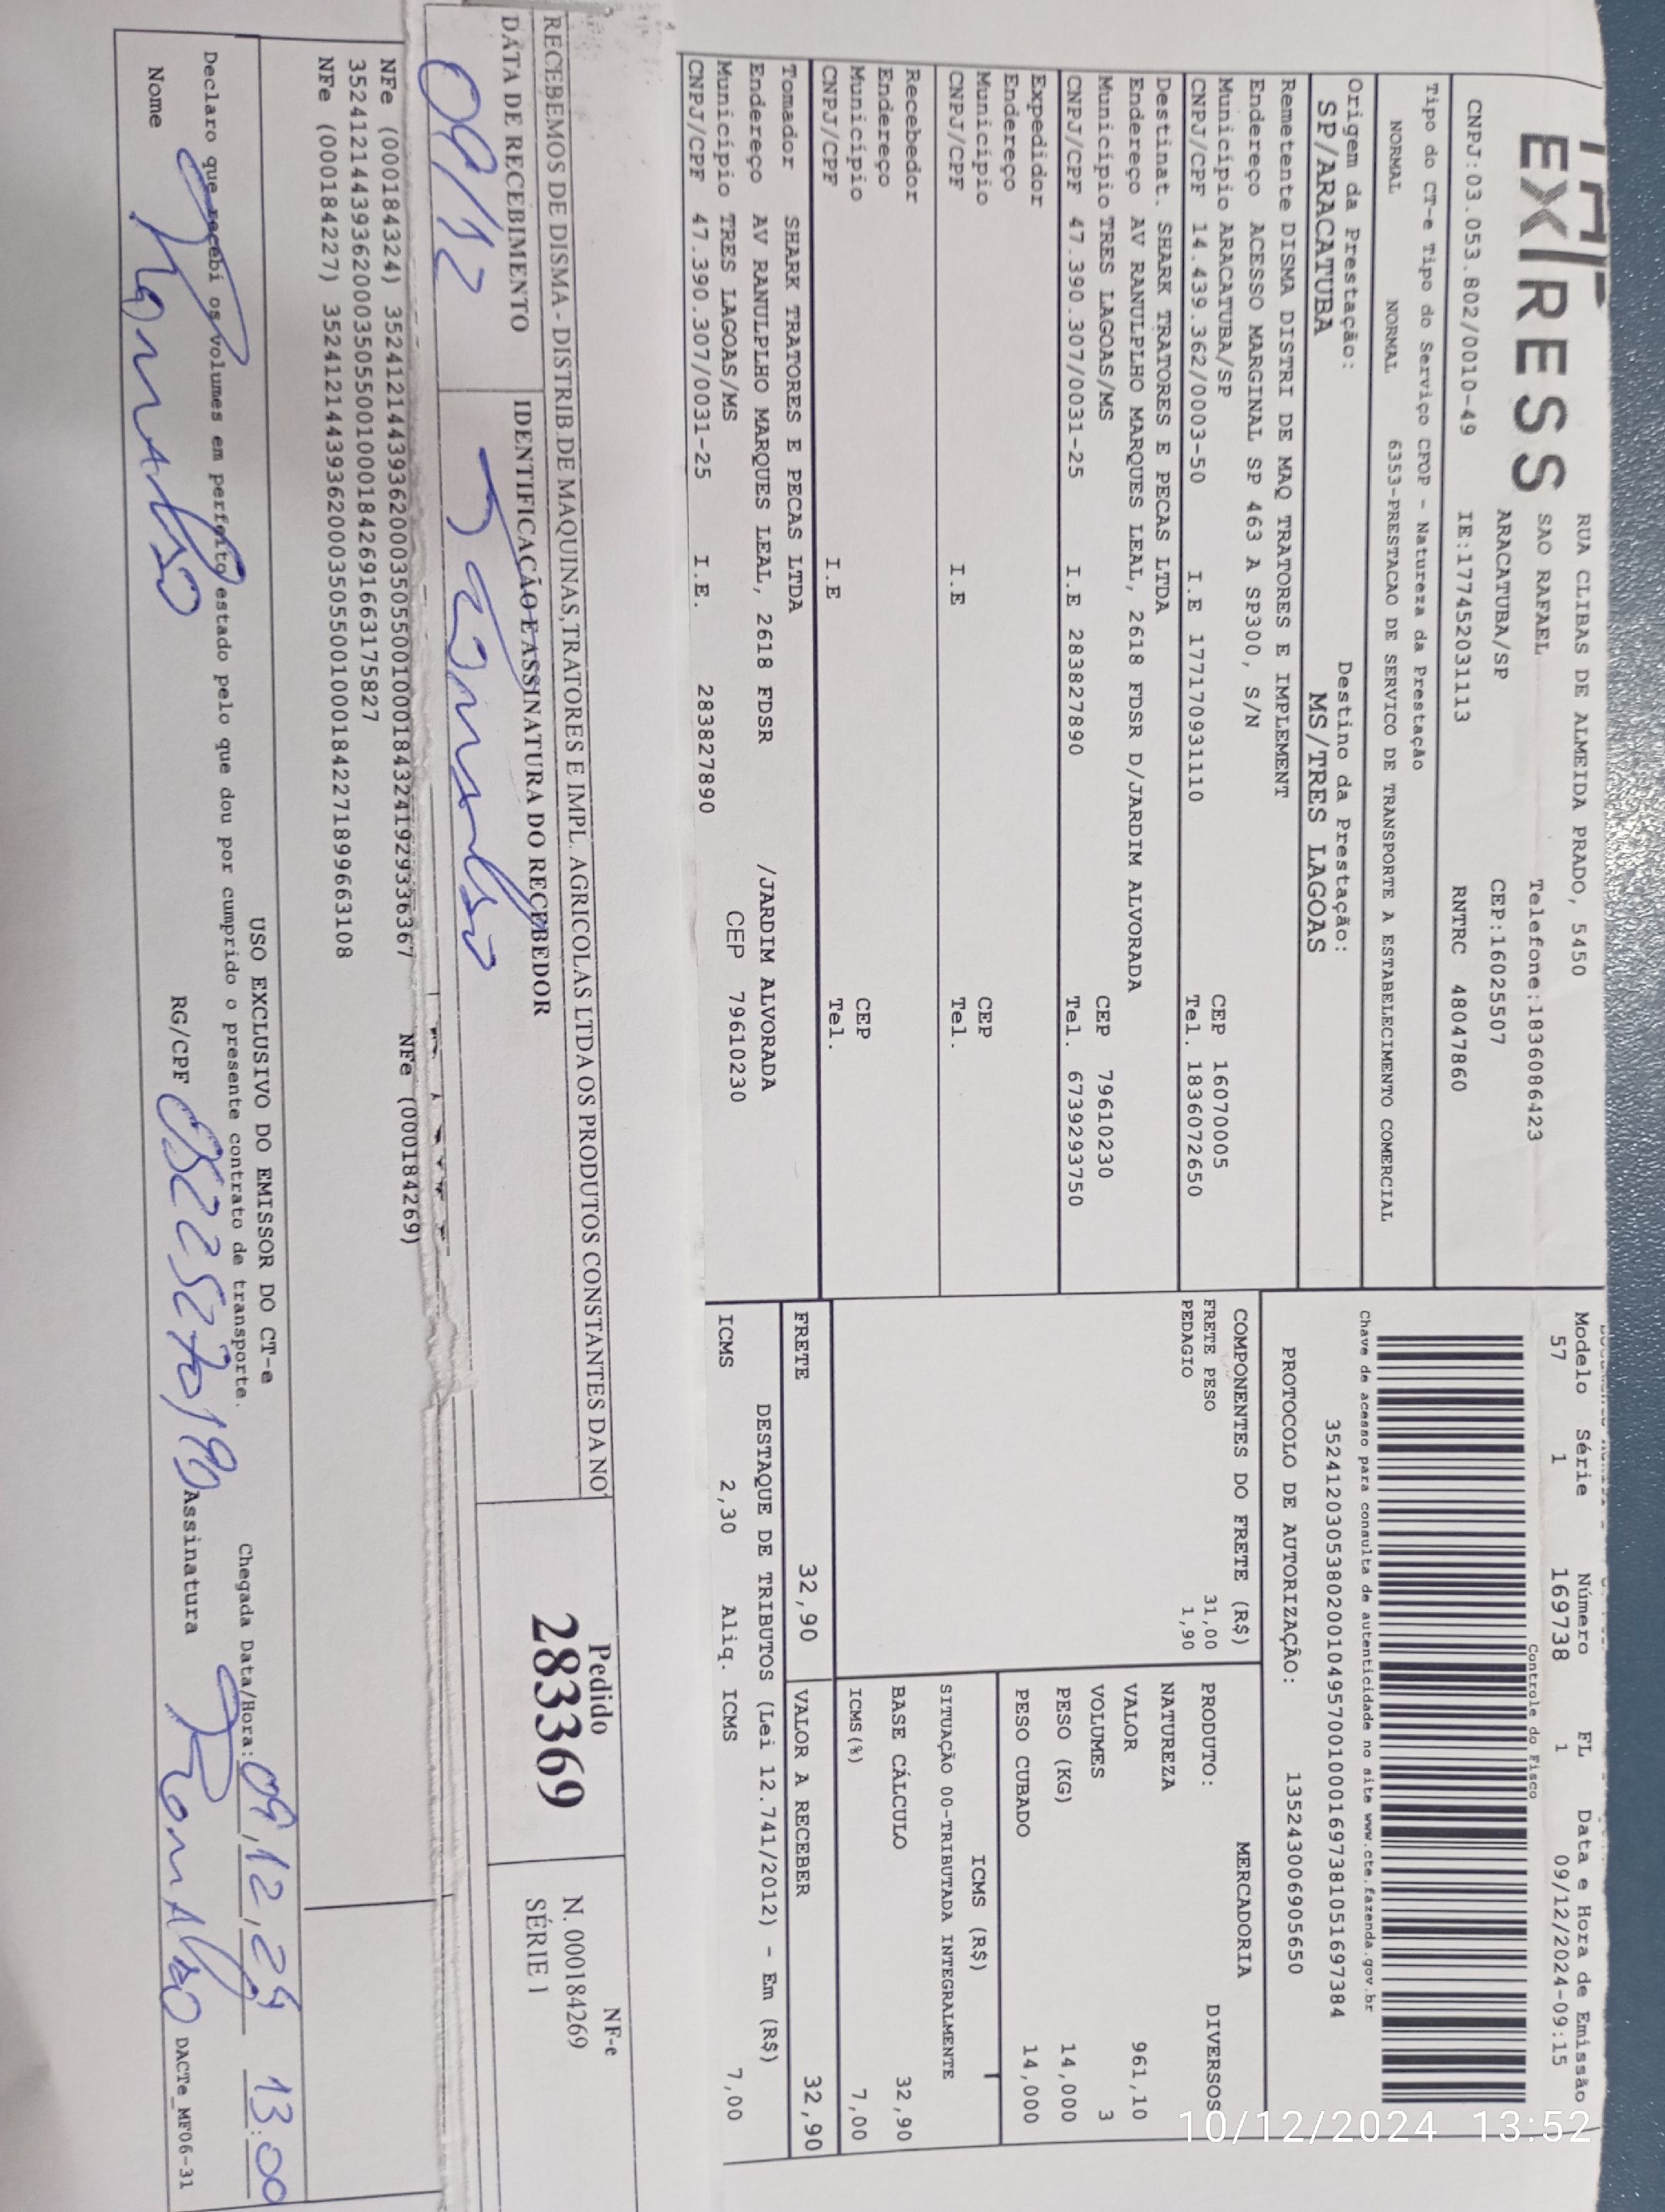 EXPRESS
RUA CLIBAS DE ALMEIDA PRADO, 5450
SAO RAFAEL Telefone:1836086423
ARACATUBA/SP CEP:16025507
CNPJ:03.053.802/0010-49 IE:177452031113 RNTRC 48047860
Tipo do CT-e Tipo do Serviço CFOP - Natureza da Prestação
NORMAL NORMAL 6353-PRESTACAO DE SERVICO DE TRANSPORTE A ESTABELECIMENTO COMERCIAL
Origem da Prestação: Destino da Prestação:
SP/ARACATUBA MS/TRES LAGOAS
Modelo Série Número FL Data e Hora de Emissão
57 1 169738 1 09/12/2024-09:15
Controle do Fisco
Chave de acesso para consulta de autenticidade no site www.cte.fazenda.gov.br
35241203053802001049570010001697381051697384
PROTOCOLO DE AUTORIZAÇÃO: 135243006905650
Remetente DISMA DISTRI DE MAQ TRATORES E IMPLEMENT
Endereço ACESSO MARGINAL SP 463 A SP300, S/N
Município ARACATUBA/SP CEP 16070005
CNPJ/CPF 14.439.362/0003-50 I.E 177170931110 Tel. 1836072650
Destinat. SHARK TRATORES E PECAS LTDA
Endereço AV RANULPLHO MARQUES LEAL, 2618 FDSR D/JARDIM ALVORADA
Município TRES LAGOAS/MS CEP 79610230
CNPJ/CPF 47.390.307/0031-25 I.E 283827890 Tel. 6739293750
Expedidor
Endereço
Município CEP
CNPJ/CPF I.E Tel.
Recebedor
Endereço
Município CEP
CNPJ/CPF I.E Tel.
Tomador SHARK TRATORES E PECAS LTDA
Endereço AV RANULPLHO MARQUES LEAL, 2618 FDSR /JARDIM ALVORADA
Município TRES LAGOAS/MS CEP 79610230
CNPJ/CPF 47.390.307/0031-25 I.E. 283827890
COMPONENTES DO FRETE (R$)
FRETE PESO 31,00
PEDAGIO 1,90
MERCADORIA
PRODUTO: DIVERSOS
NATUREZA
VALOR 961,10
VOLUMES 3
PESO (KG) 14,000
PESO CUBADO 14,000
ICMS (R$)
SITUAÇÃO 00-TRIBUTADA INTEGRALMENTE
BASE CÁLCULO 32,90
ICMS(%) 7,00
FRETE 32,90 VALOR A RECEBER 32,90
DESTAQUE DE TRIBUTOS (Lei 12.741/2012) - Em (R$)
ICMS 2,30 Aliq. ICMS 7,00
RECEBEMOS DE DISMA - DISTRIB.DE MAQUINAS,TRATORES E IMPL. AGRICOLAS LTDA OS PRODUTOS CONSTANTES DA NO
DATA DE RECEBIMENTO IDENTIFICAÇÃO E ASSINATURA DO RECEBEDOR
09/12
Pedido
283369
NF-e
N. 000184269
SÉRIE 1
NFe (000184324) 35241214439362000350550010001843241929336367 NFe (000184269)
35241214439362000350550010001842691663175827
NFe (000184227) 35241214439362000350550010001842271899663108
USO EXCLUSIVO DO EMISSOR DO CT-e
Declaro que recebi os volumes em perfeito estado pelo que dou por cumprido o presente contrato de transporte.
Chegada Data/Hora: 09,12,24 13:00
Nome RG/CPF Assinatura
DACTe_MF06-31
10/12/2024 13:52